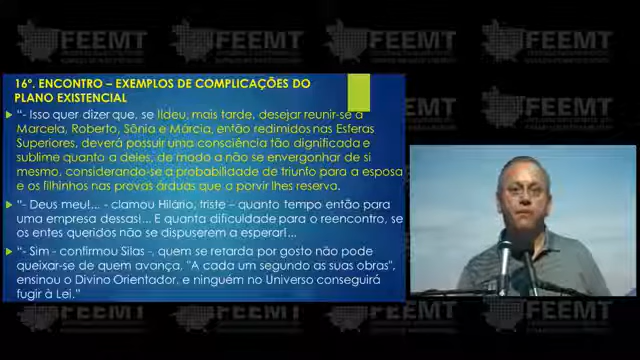 FEEMT FEEMT FEEMT
16º. ENCONTRO – EXEMPLOS DE COMPLICAÇÕES DO
PLANO EXISTENCIAL
"- Isso quer dizer que, se Ildeu, mais tarde, desejar reunir-se a
Marcela, Roberto, Sônia e Márcia, então redimidos nas Esferas
Superiores, deverá possuir uma consciência tão dignificada e
sublime quanto a deles, de modo a não se envergonhar de si
mesmo, considerando-se a probabilidade de triunfo para a esposa
e os filhinhos nas provas árduas que o porvir lhes reserva.
"- Deus meu!... - clamou Hilário, triste – quanto tempo então para
uma empresa dessas!... E quanta dificuldade para o reencontro, se
os entes queridos não se dispuserem a esperar!...
"- Sim - confirmou Silas -, quem se retarda por gosto não pode
queixar-se de quem avança. "A cada um segundo as suas obras",
ensinou o Divino Orientador, e ninguém no Universo conseguirá
fugir à Lei."
FEEMT FEEMT FEEMT